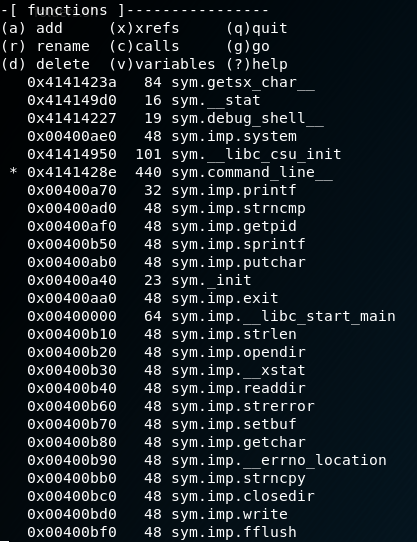 -[ functions ]----------------
(a) add     (x)xrefs     (q)quit
(r) rename  (c)calls     (g)go
(d) delete  (v)variables (?)help
   0x4141423a   84 sym.getsx_char__
   0x414149d0   16 sym.__stat
   0x41414227   19 sym.debug_shell__
   0x00400ae0   48 sym.imp.system
   0x41414950  101 sym.__libc_csu_init
 * 0x4141428e  440 sym.command_line__
   0x00400a70   32 sym.imp.printf
   0x00400ad0   48 sym.imp.strncmp
   0x00400af0   48 sym.imp.getpid
   0x00400b50   48 sym.imp.sprintf
   0x00400ab0   48 sym.imp.putchar
   0x00400a40   23 sym._init
   0x00400aa0   48 sym.imp.exit
   0x00400000   64 sym.imp.__libc_start_main
   0x00400b10   48 sym.imp.strlen
   0x00400b20   48 sym.imp.opendir
   0x00400b30   48 sym.imp.__xstat
   0x00400b40   48 sym.imp.readdir
   0x00400b60   48 sym.imp.strerror
   0x00400b70   48 sym.imp.setbuf
   0x00400b80   48 sym.imp.getchar
   0x00400b90   48 sym.imp.__errno_location
   0x00400bb0   48 sym.imp.strncpy
   0x00400bc0   48 sym.imp.closedir
   0x00400bd0   48 sym.imp.write
   0x00400bf0   48 sym.imp.fflush